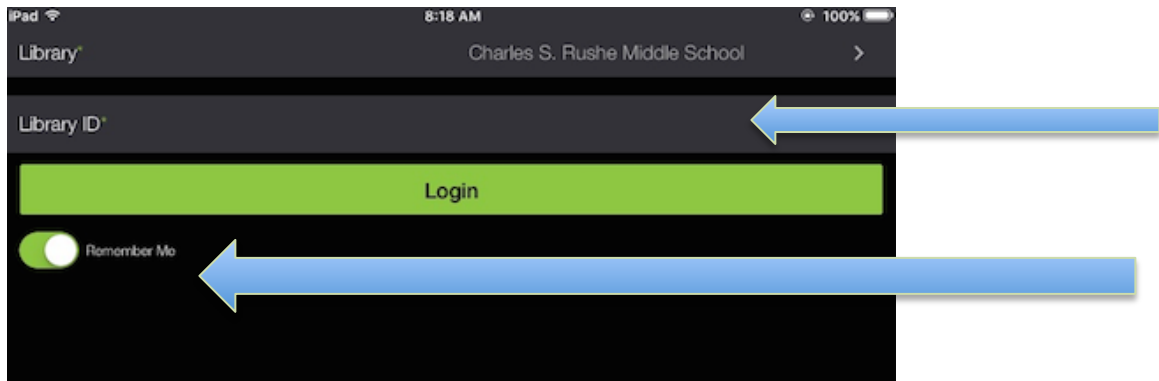 iPad 8:18 AM 100%
Library* Charles S. Rushe Middle School >
Library ID*
Login
Remember Me